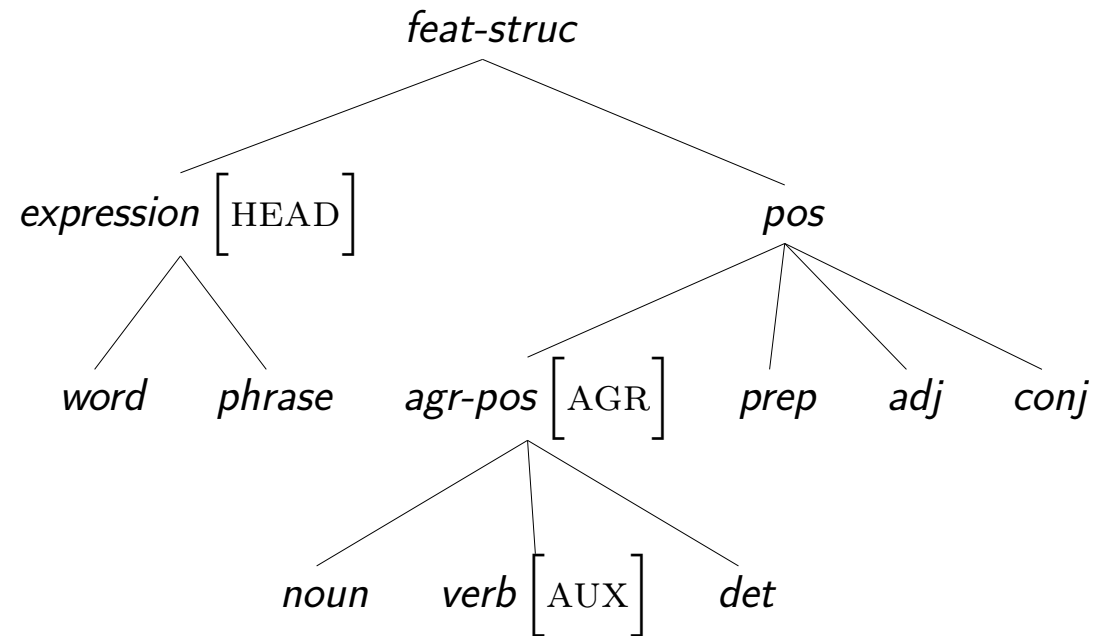 feat-struc
expression [HEAD] pos
word phrase agr-pos [AGR] prep adj conj
noun verb [AUX] det